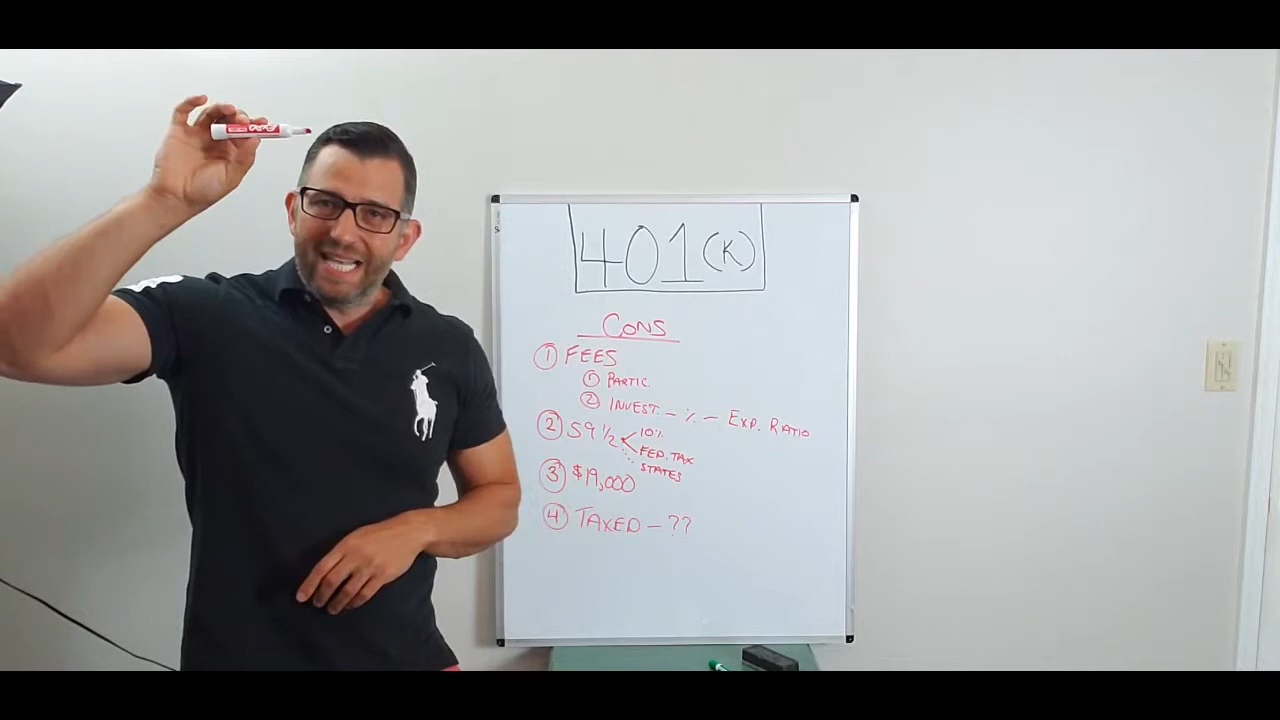 401(K)
CONS
① FEES
① PARTIC.
② INVEST. – % – EXP. RATIO
② 59 1/2
10%
FED. TAX
STATES
③ $19,000
④ TAXED – ??
EXPO